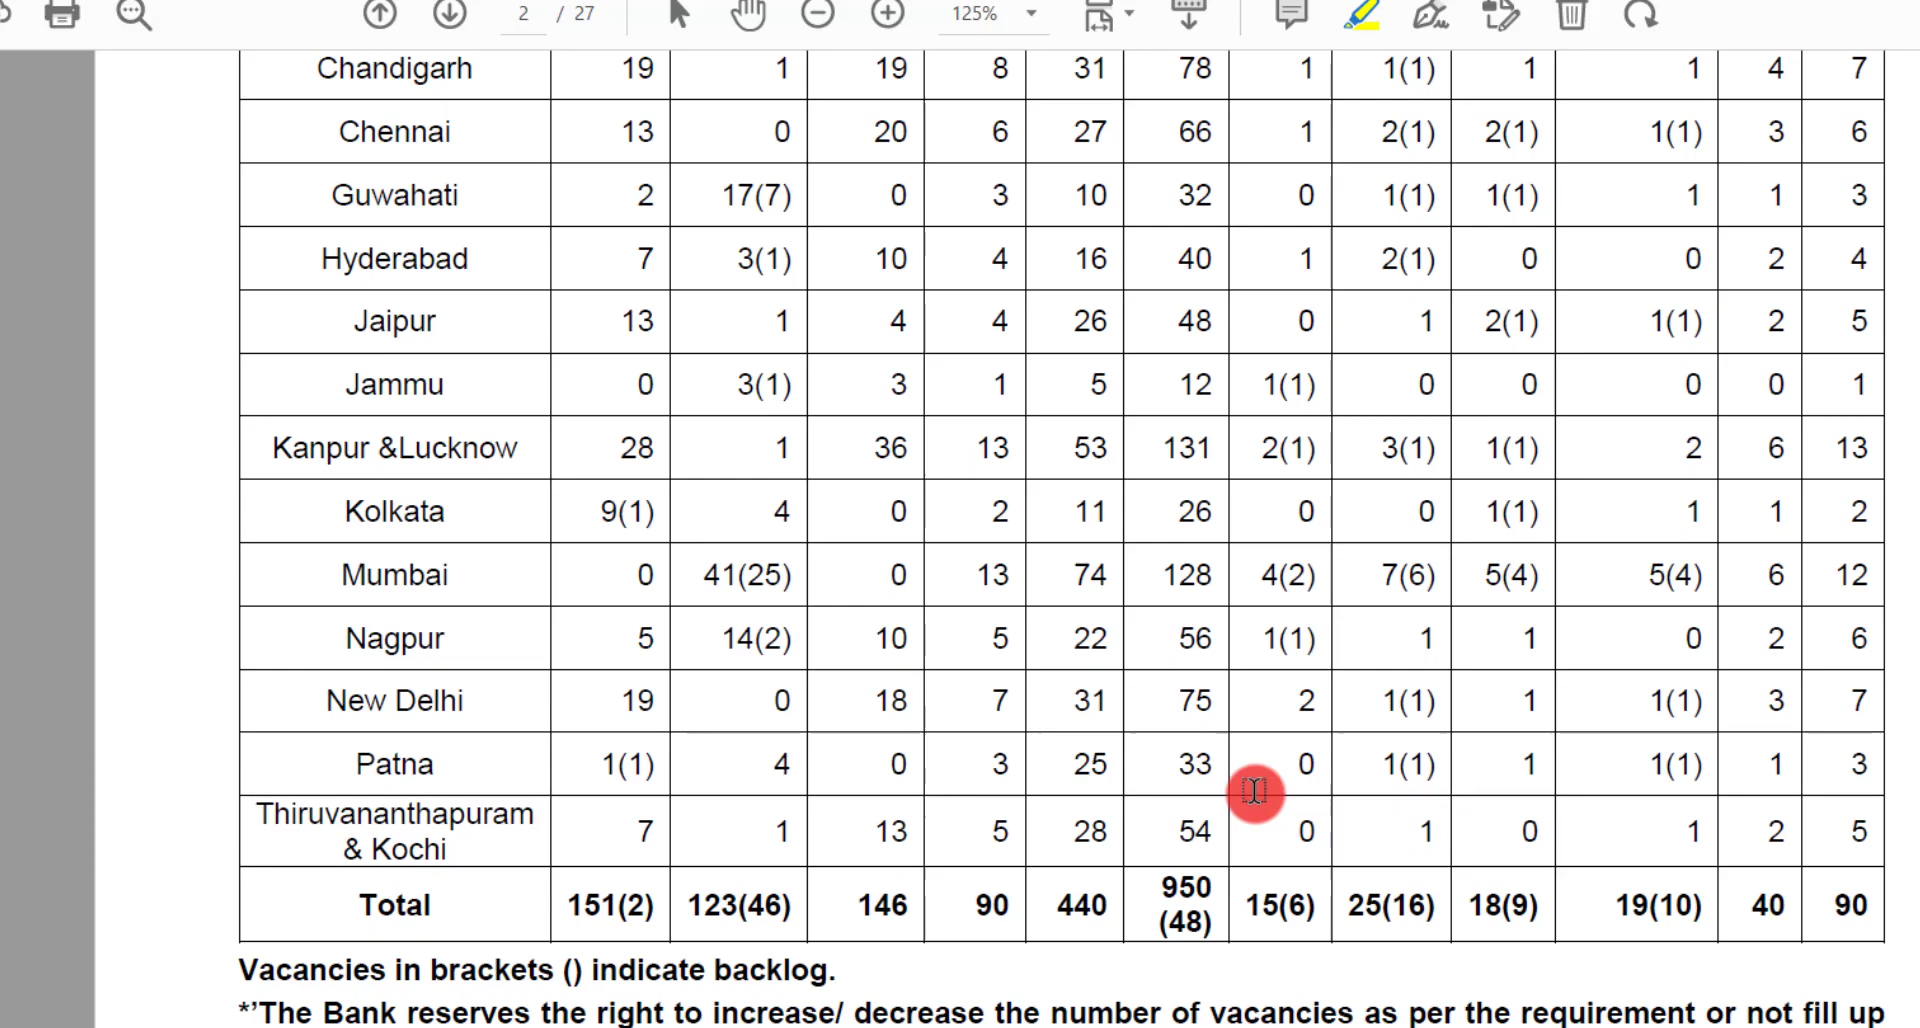 2 / 27 125%
Chandigarh 19 1 19 8 31 78 1 1(1) 1 1 4 7
Chennai 13 0 20 6 27 66 1 2(1) 2(1) 1(1) 3 6
Guwahati 2 17(7) 0 3 10 32 0 1(1) 1(1) 1 1 3
Hyderabad 7 3(1) 10 4 16 40 1 2(1) 0 0 2 4
Jaipur 13 1 4 4 26 48 0 1 2(1) 1(1) 2 5
Jammu 0 3(1) 3 1 5 12 1(1) 0 0 0 0 1
Kanpur &Lucknow 28 1 36 13 53 131 2(1) 3(1) 1(1) 2 6 13
Kolkata 9(1) 4 0 2 11 26 0 0 1(1) 1 1 2
Mumbai 0 41(25) 0 13 74 128 4(2) 7(6) 5(4) 5(4) 6 12
Nagpur 5 14(2) 10 5 22 56 1(1) 1 1 0 2 6
New Delhi 19 0 18 7 31 75 2 1(1) 1 1(1) 3 7
Patna 1(1) 4 0 3 25 33 0 1(1) 1 1(1) 1 3
Thiruvananthapuram
& Kochi 7 1 13 5 28 54 0 1 0 1 2 5
Total 151(2) 123(46) 146 90 440 950 (48) 15(6) 25(16) 18(9) 19(10) 40 90
Vacancies in brackets () indicate backlog.
*’The Bank reserves the right to increase/ decrease the number of vacancies as per the requirement or not fill up